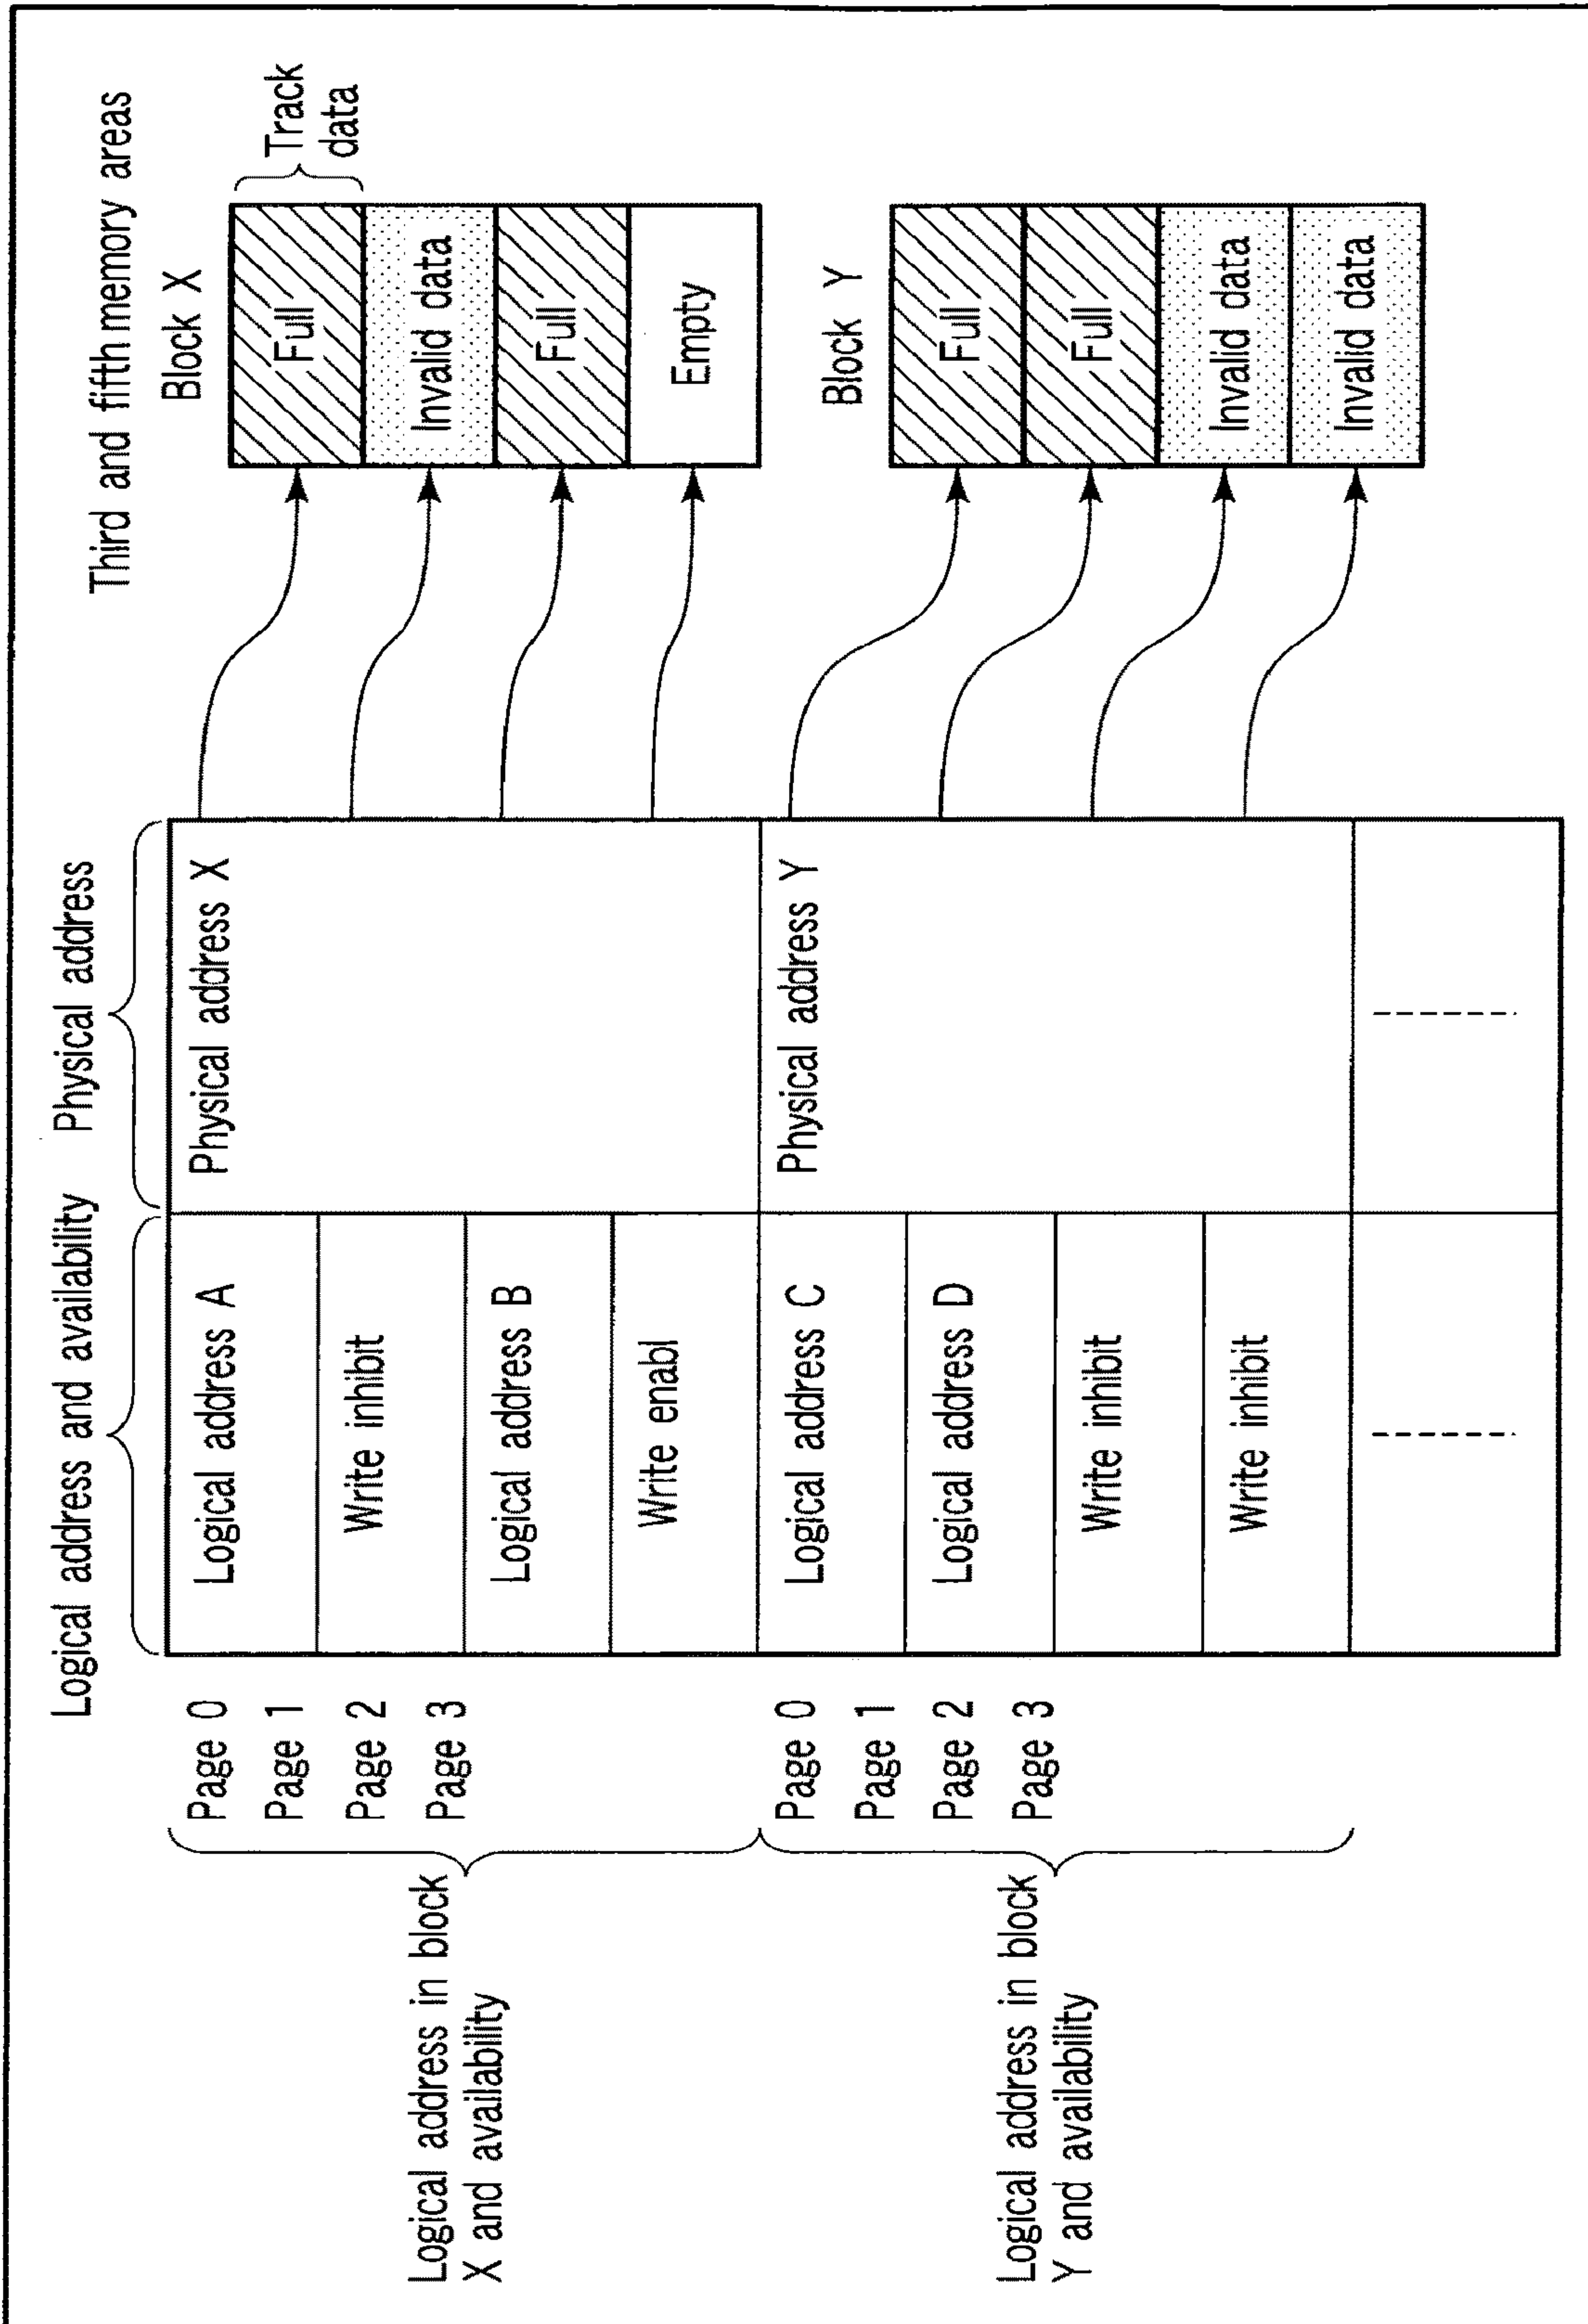 Logical address and availability
Physical address
Third and fifth memory areas
Logical address in block
X and availability
Page 0
Page 1
Page 2
Page 3
Logical address A
Write inhibit
Logical address B
Write enabl
Physical address X
Block X
Full
Invalid data
Full
Empty
Track
data
Logical address in block
Y and availability
Page 0
Page 1
Page 2
Page 3
Logical address C
Logical address D
Write inhibit
Write inhibit
Physical address Y
Block Y
Full
Full
Invalid data
Invalid data